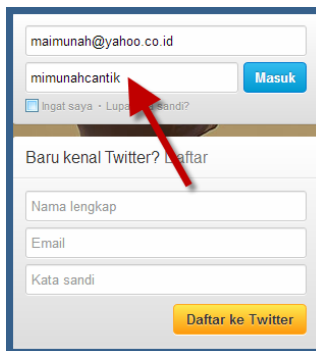 maimunah@yahoo.co.id
mimunahcantik Masuk
Ingat saya · Lupa sandi?
Baru kenal Twitter? Daftar
Nama lengkap
Email
Kata sandi
Daftar ke Twitter